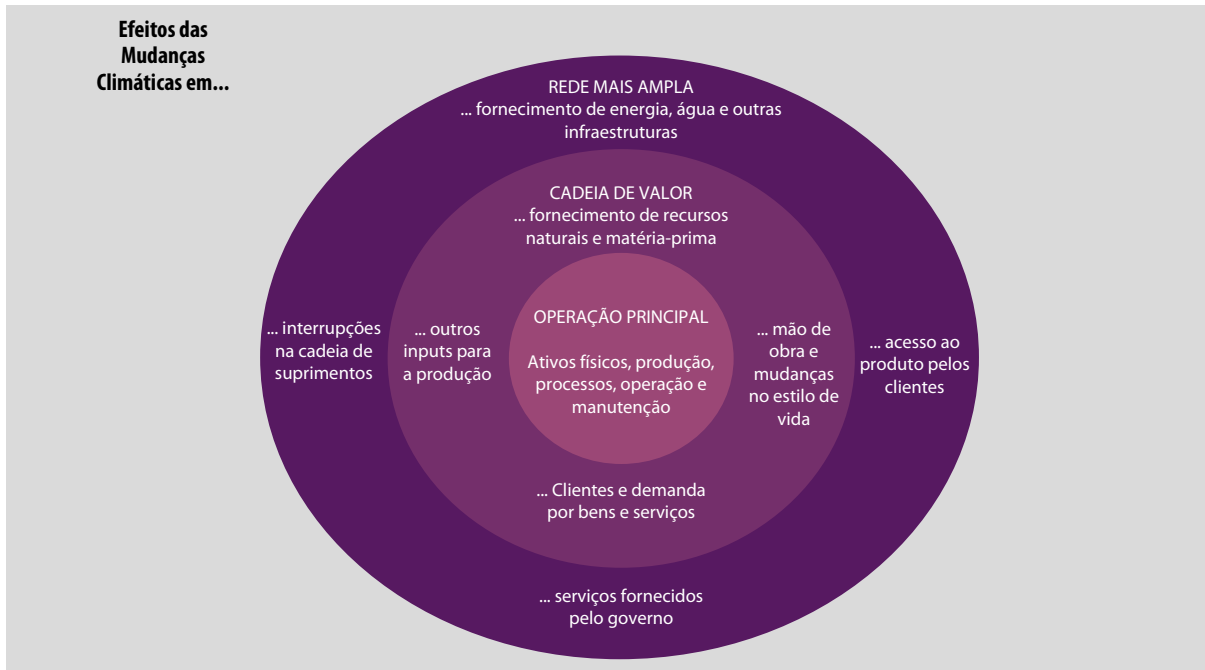 Efeitos das
Mudanças
Climáticas em...
REDE MAIS AMPLA
... fornecimento de energia, água e outras
infraestruturas
CADEIA DE VALOR
... fornecimento de recursos
naturais e matéria-prima
... interrupções
na cadeia de
suprimentos
... outros
inputs para
a produção
OPERAÇÃO PRINCIPAL
Ativos físicos, produção,
processos, operação e
manutenção
... mão de
obra e
mudanças
no estilo de
vida
... acesso ao
produto pelos
clientes
... Clientes e demanda
por bens e serviços
... serviços fornecidos
pelo governo